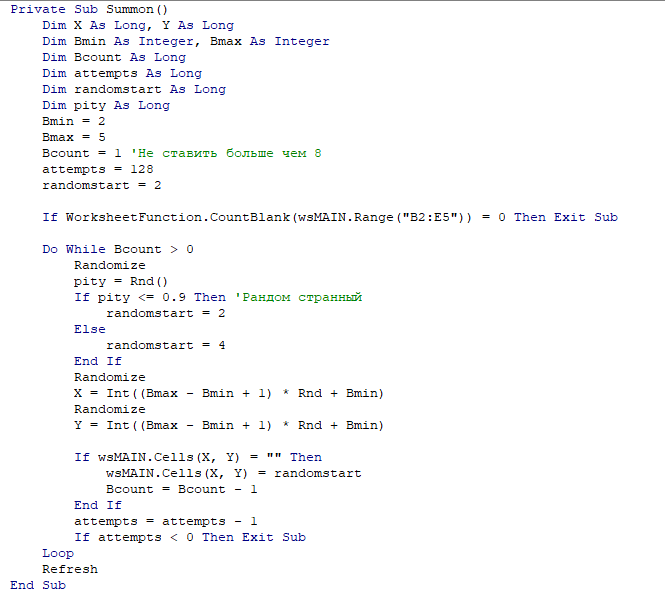 Private Sub Summon()
    Dim X As Long, Y As Long
    Dim Bmin As Integer, Bmax As Integer
    Dim Bcount As Long
    Dim attempts As Long
    Dim randomstart As Long
    Dim pity As Long
    Bmin = 2
    Bmax = 5
    Bcount = 1 'Не ставить больше чем 8
    attempts = 128
    randomstart = 2

    If WorksheetFunction.CountBlank(wsMAIN.Range("B2:E5")) = 0 Then Exit Sub

    Do While Bcount > 0
        Randomize
        pity = Rnd()
        If pity <= 0.9 Then 'Рандом странный
            randomstart = 2
        Else
            randomstart = 4
        End If
        Randomize
        X = Int((Bmax - Bmin + 1) * Rnd + Bmin)
        Randomize
        Y = Int((Bmax - Bmin + 1) * Rnd + Bmin)

        If wsMAIN.Cells(X, Y) = "" Then
            wsMAIN.Cells(X, Y) = randomstart
            Bcount = Bcount - 1
        End If
        attempts = attempts - 1
        If attempts < 0 Then Exit Sub
    Loop
    Refresh
End Sub